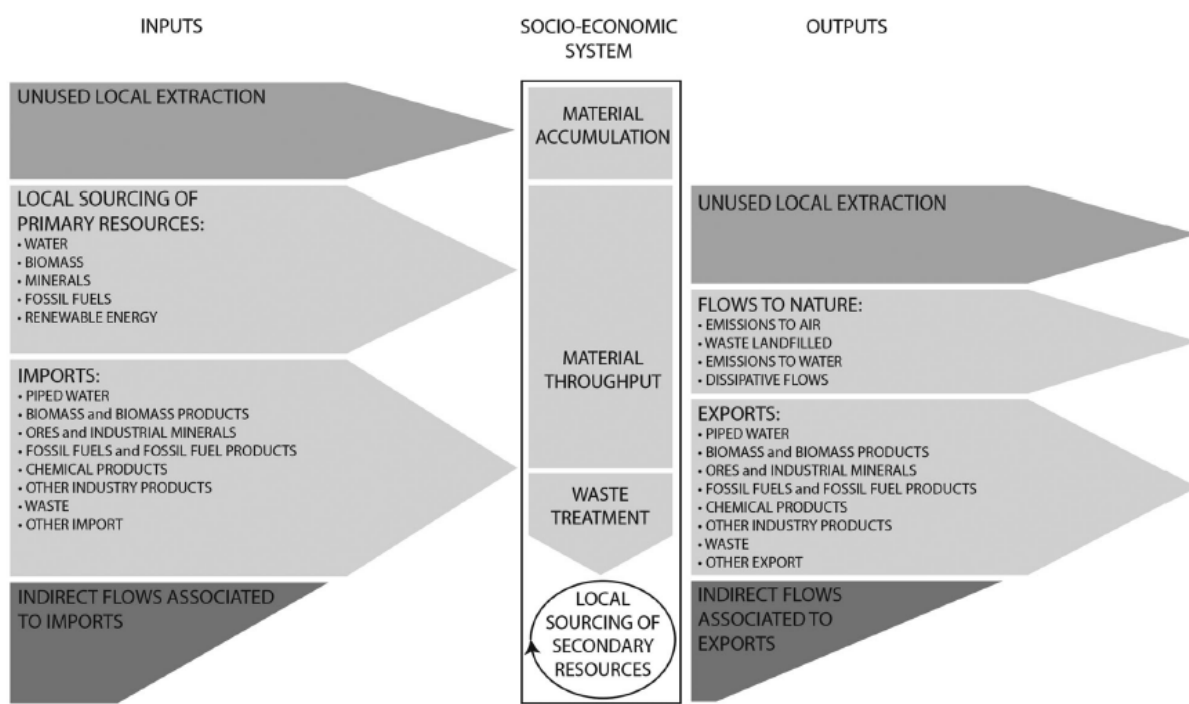 INPUTS
SOCIO-ECONOMIC
SYSTEM
OUTPUTS
UNUSED LOCAL EXTRACTION
LOCAL SOURCING OF
PRIMARY RESOURCES:
• WATER
• BIOMASS
• MINERALS
• FOSSIL FUELS
• RENEWABLE ENERGY
IMPORTS:
• PIPED WATER
• BIOMASS and BIOMASS PRODUCTS
• ORES and INDUSTRIAL MINERALS
• FOSSIL FUELS and FOSSIL FUEL PRODUCTS
• CHEMICAL PRODUCTS
• OTHER INDUSTRY PRODUCTS
• WASTE
• OTHER IMPORT
INDIRECT FLOWS ASSOCIATED
TO IMPORTS
MATERIAL
ACCUMULATION
MATERIAL
THROUGHPUT
WASTE
TREATMENT
LOCAL
SOURCING OF
SECONDARY
RESOURCES
UNUSED LOCAL EXTRACTION
FLOWS TO NATURE:
• EMISSIONS TO AIR
• WASTE LANDFILLED
• EMISSIONS TO WATER
• DISSIPATIVE FLOWS
EXPORTS:
• PIPED WATER
• BIOMASS and BIOMASS PRODUCTS
• ORES and INDUSTRIAL MINERALS
• FOSSIL FUELS and FOSSIL FUEL PRODUCTS
• CHEMICAL PRODUCTS
• OTHER INDUSTRY PRODUCTS
• WASTE
• OTHER EXPORT
INDIRECT FLOWS
ASSOCIATED TO
EXPORTS